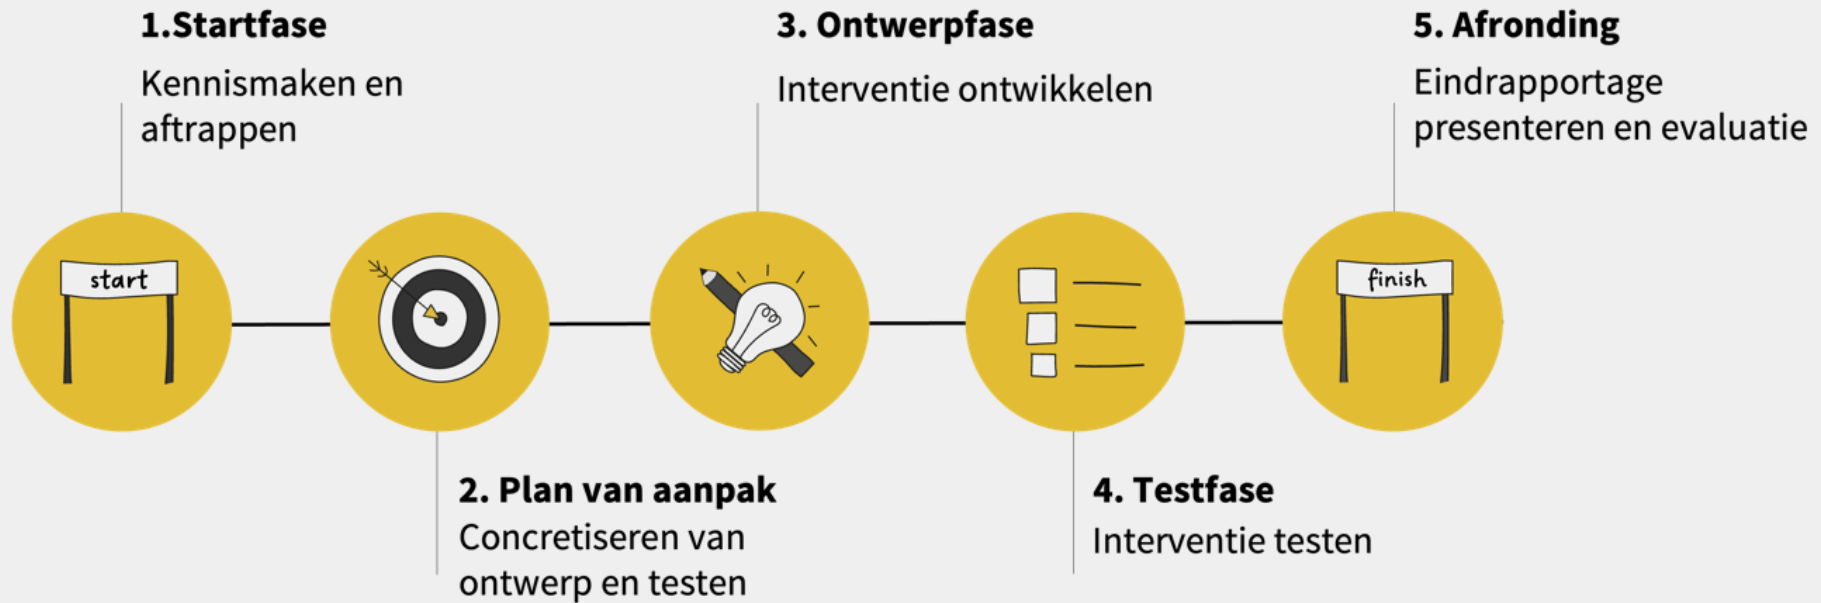 1.Startfase
Kennismaken en
aftrappen
start
2. Plan van aanpak
Concretiseren van
ontwerp en testen
3. Ontwerpfase
Interventie ontwikkelen
4. Testfase
Interventie testen
5. Afronding
Eindrapportage
presenteren en evaluatie
finish